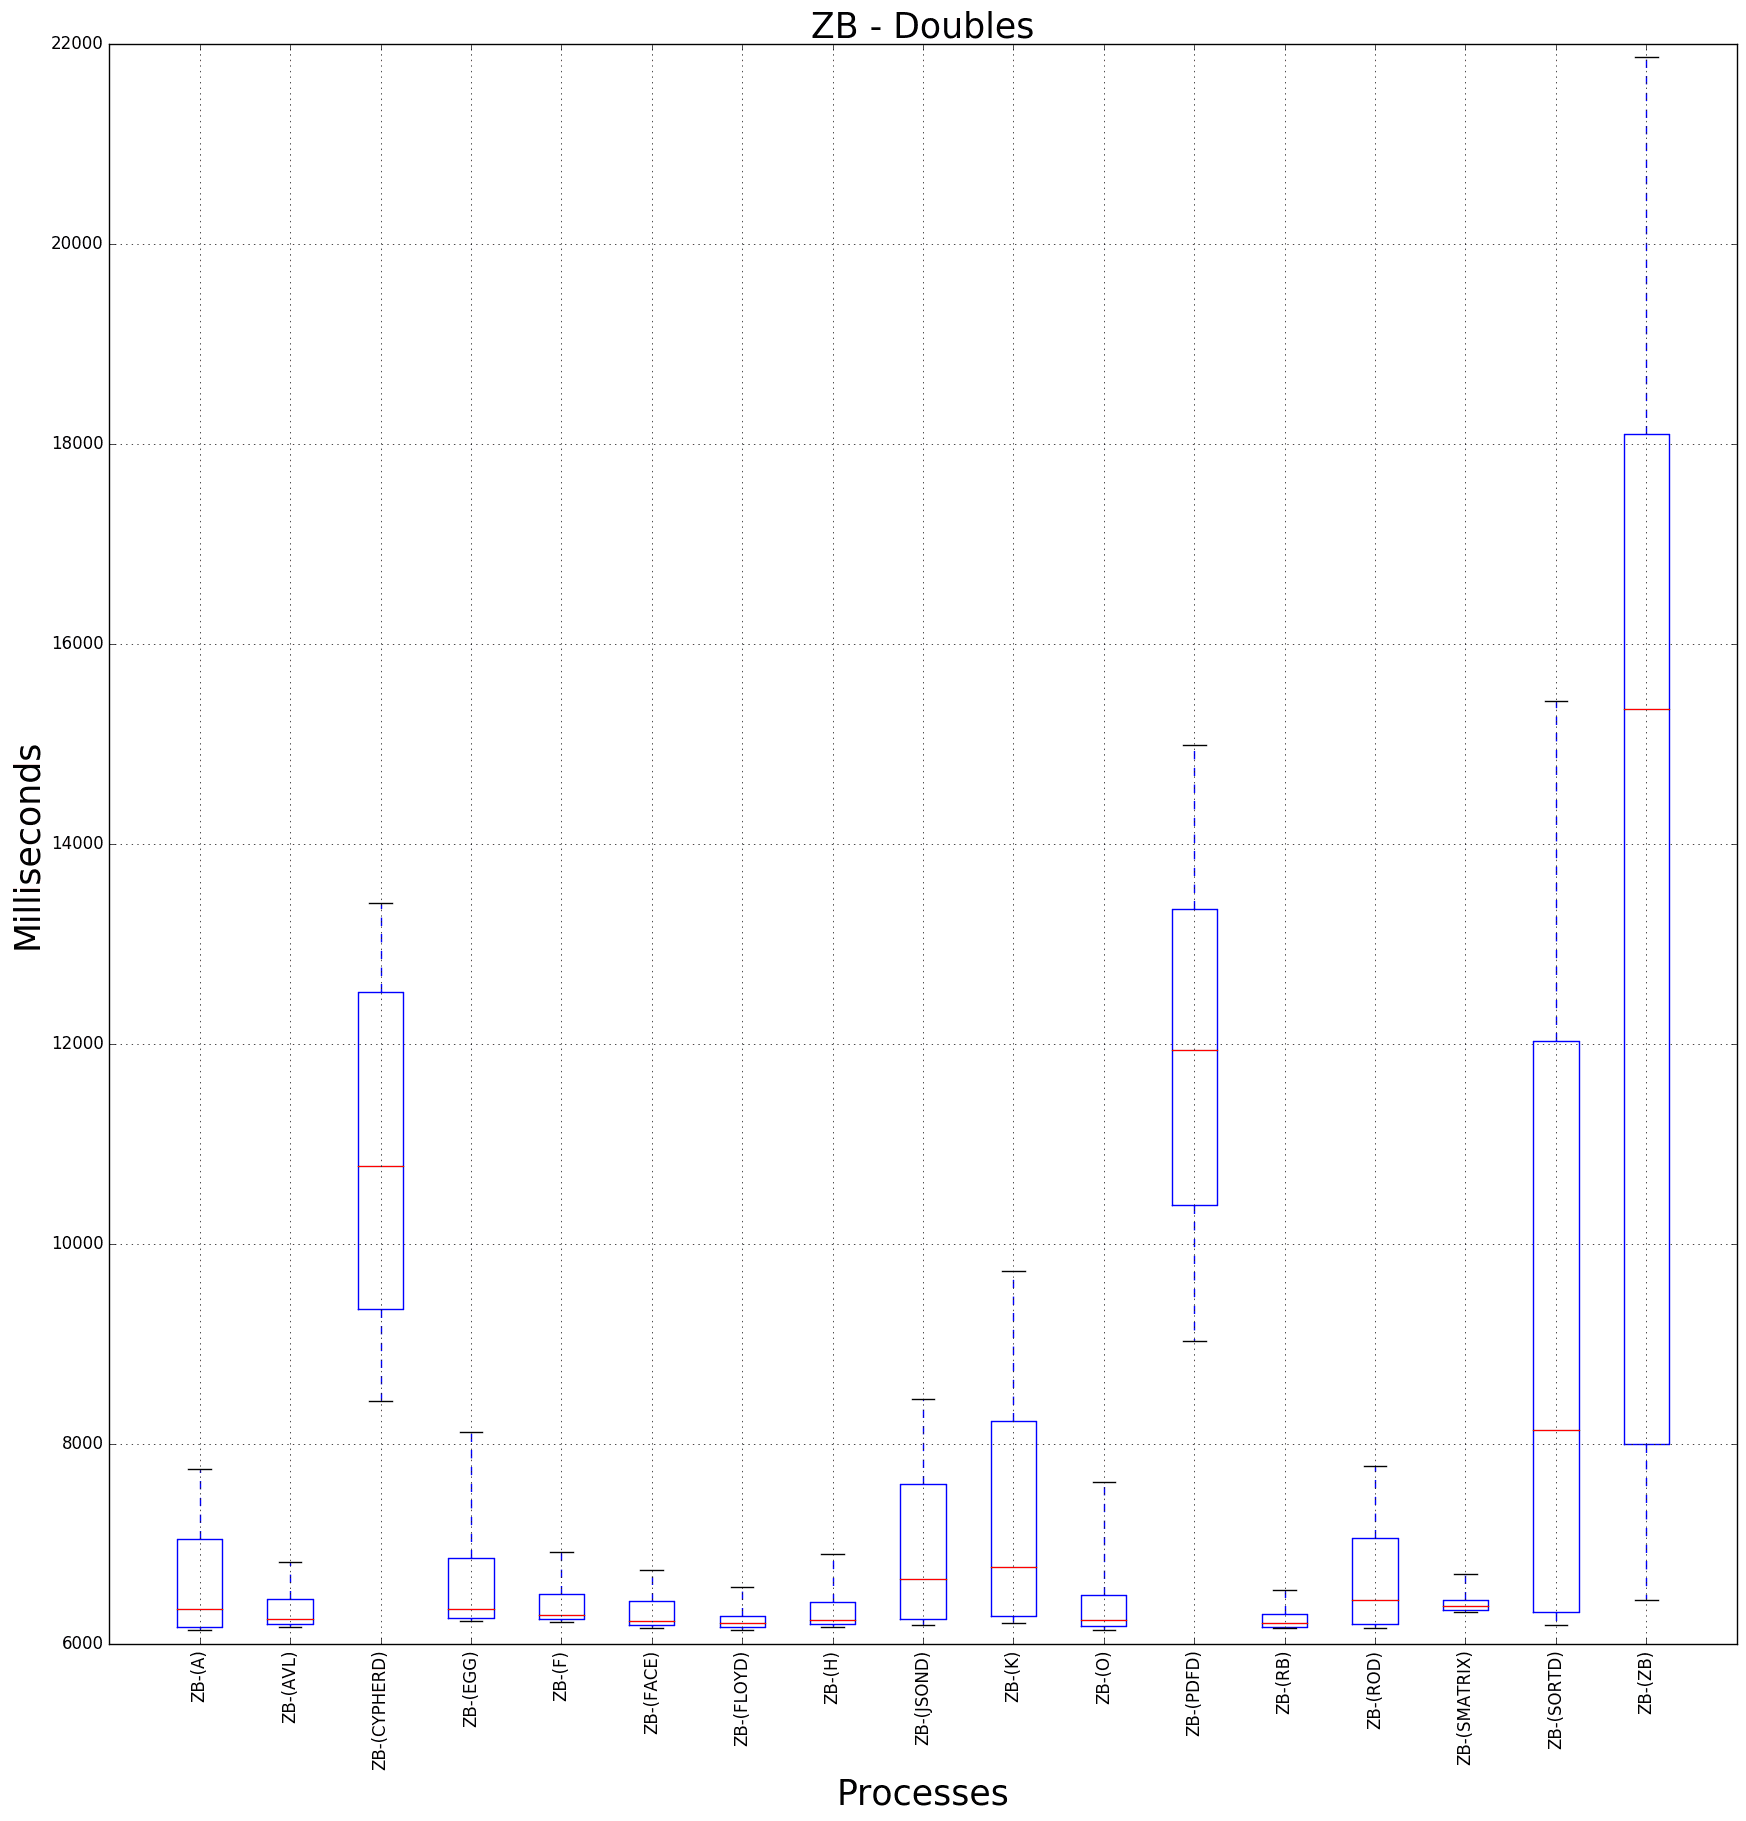 ZB - Doubles
22000
20000
18000
16000
14000
12000
10000
8000
6000
Milliseconds
ZB-(A)
ZB-(AVL)
ZB-(CYPHERD)
ZB-(EGG)
ZB-(F)
ZB-(FACE)
ZB-(FLOYD)
ZB-(H)
ZB-(JSOND)
ZB-(K)
ZB-(O)
ZB-(PDFD)
ZB-(RB)
ZB-(ROD)
ZB-(SMATRIX)
ZB-(SORTD)
ZB-(ZB)
Processes